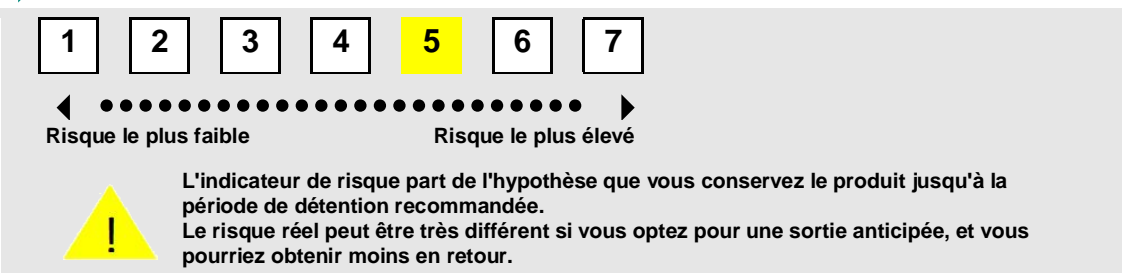 1 2 3 4 5 6 7
Risque le plus faible Risque le plus élevé
L'indicateur de risque part de l'hypothèse que vous conservez le produit jusqu'à la
période de détention recommandée.
!
Le risque réel peut être très différent si vous optez pour une sortie anticipée, et vous
pourriez obtenir moins en retour.